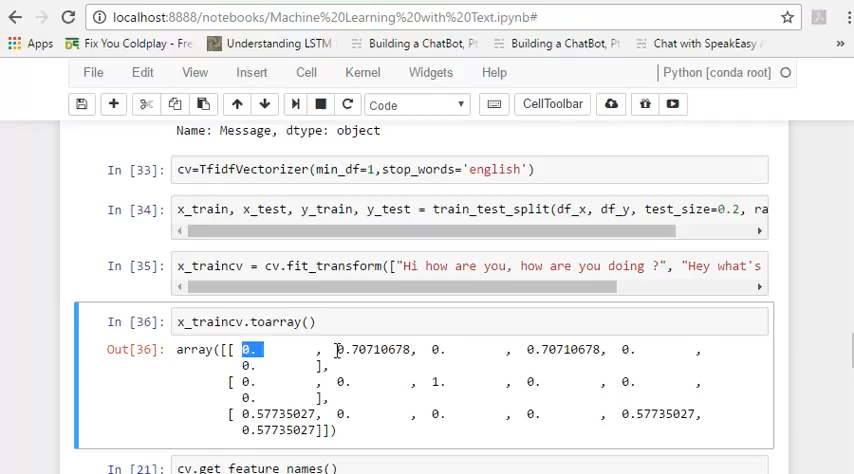 localhost:8888/notebooks/Machine%20Learning%20with%20Text.ipynb#
Apps Fix You Coldplay - Fre Understanding LSTM Building a ChatBot, Pt Building a ChatBot, Pt Chat with SpeakEasy
File Edit View Insert Cell Kernel Widgets Help Python [conda root]
Code CellToolbar
Name: Message, dtype: object
In [33]: cv=TfidfVectorizer(min_df=1,stop_words='english')
In [34]: x_train, x_test, y_train, y_test = train_test_split(df_x, df_y, test_size=0.2, ra
In [35]: x_traincv = cv.fit_transform(["Hi how are you, how are you doing ?", "Hey what's
In [36]: x_traincv.toarray()
Out[36]: array([[ 0. , 0.70710678, 0. , 0.70710678, 0. ,
0. ],
[ 0. , 0. , 1. , 0. , 0. ,
0. ],
[ 0.57735027, 0. , 0. , 0. , 0.57735027,
0.57735027]])
In [21]: cv.get_feature_names()